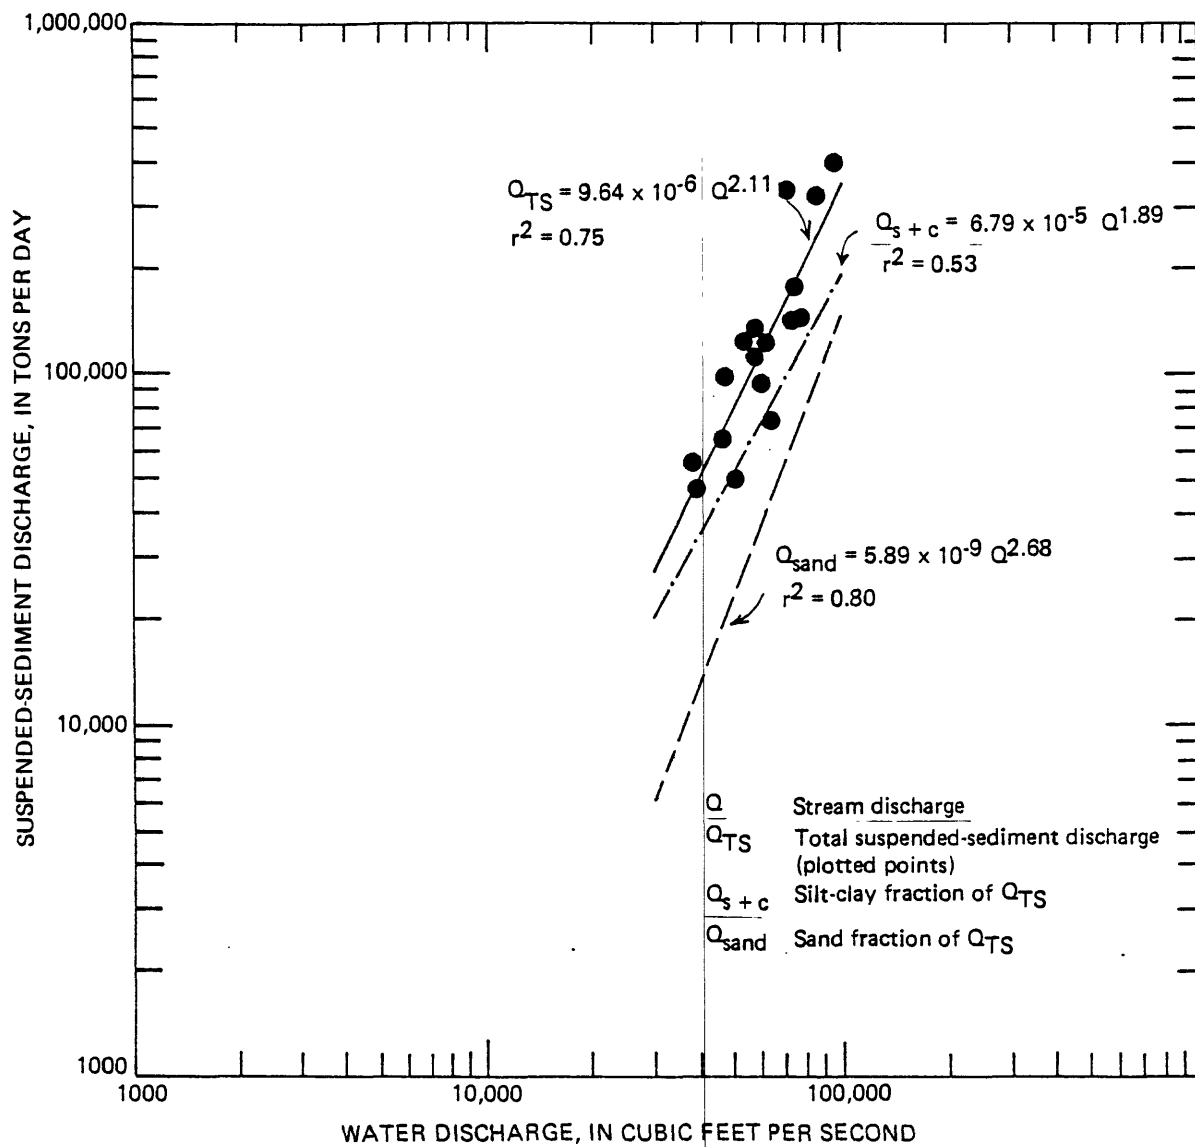 1,000,000
SUSPENDED-SEDIMENT DISCHARGE, IN TONS PER DAY
Q_TS = 9.64 x 10^-6 Q^2.11
r^2 = 0.75
Q_s + c = 6.79 x 10^-5 Q^1.89
r^2 = 0.53
100,000
Q_sand = 5.89 x 10^-9 Q^2.68
r^2 = 0.80
10,000
Q Stream discharge
Q_TS Total suspended-sediment discharge
(plotted points)
Q_s + c Silt-clay fraction of Q_TS
Q_sand Sand fraction of Q_TS
1000
1000 10,000 100,000
WATER DISCHARGE, IN CUBIC FEET PER SECOND